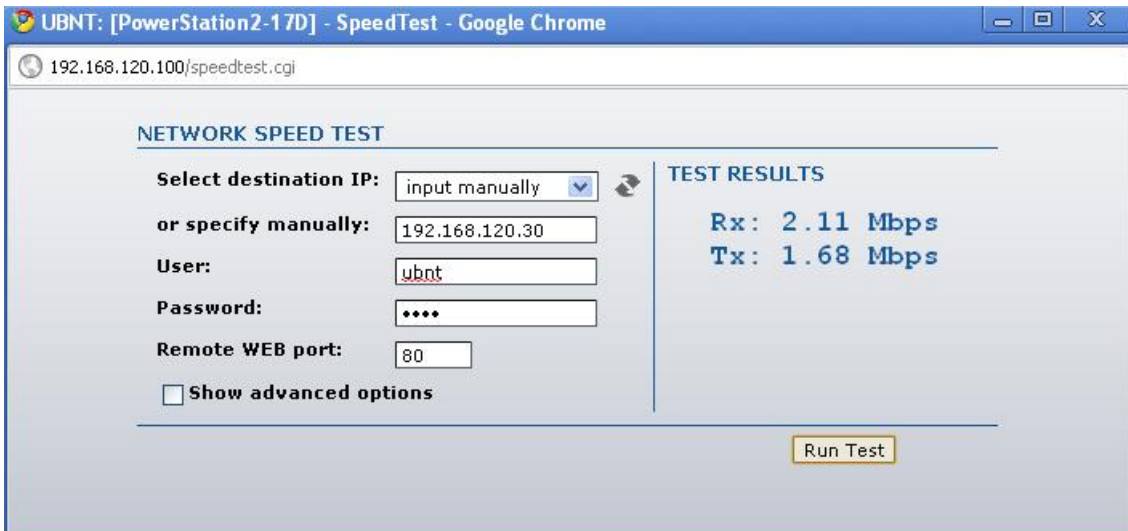 UBNT: [PowerStation2-17D] - SpeedTest - Google Chrome
192.168.120.100/speedtest.cgi
NETWORK SPEED TEST
Select destination IP: input manually
or specify manually: 192.168.120.30
User: ubnt
Password: ••••
Remote WEB port: 80
Show advanced options
TEST RESULTS
Rx: 2.11 Mbps
Tx: 1.68 Mbps
Run Test